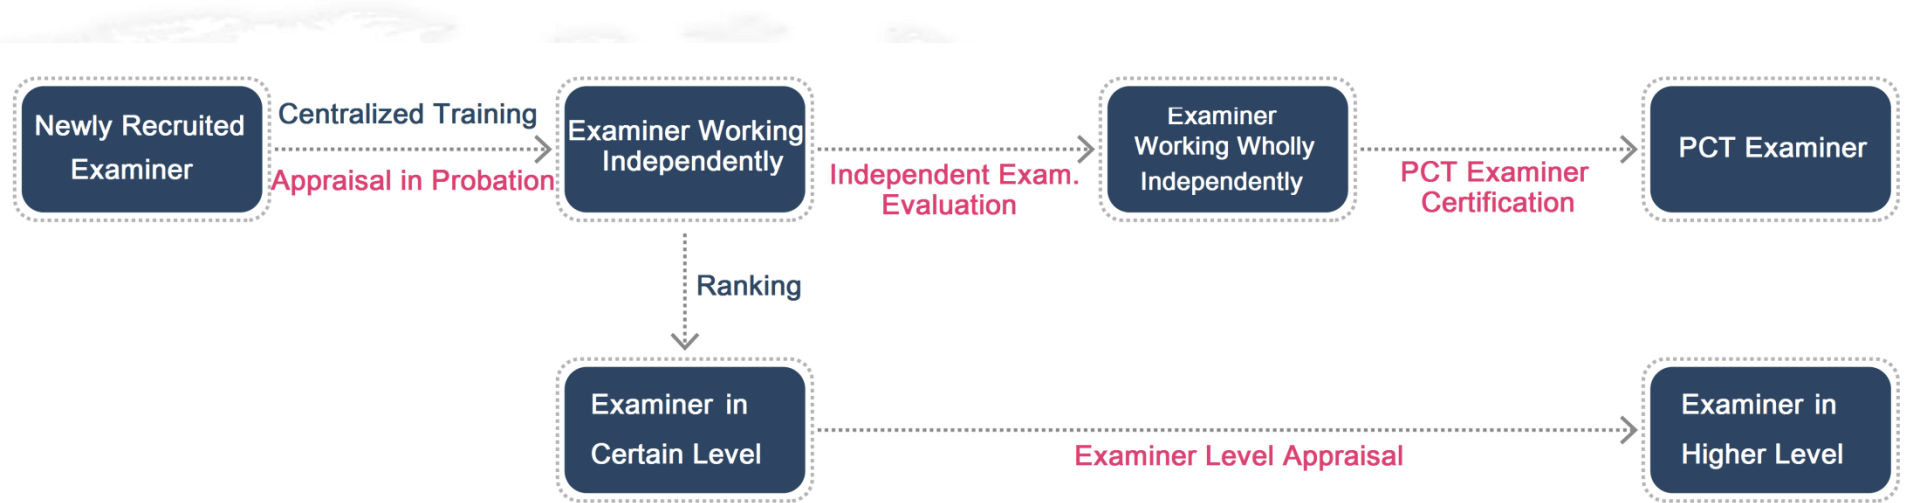 Newly Recruited
Examiner
Centralized Training
Appraisal in Probation
Examiner Working
Independently
Independent Exam.
Evaluation
Examiner
Working Wholly
Independently
PCT Examiner
Certification
PCT Examiner
Ranking
Examiner in
Certain Level
Examiner Level Appraisal
Examiner in
Higher Level